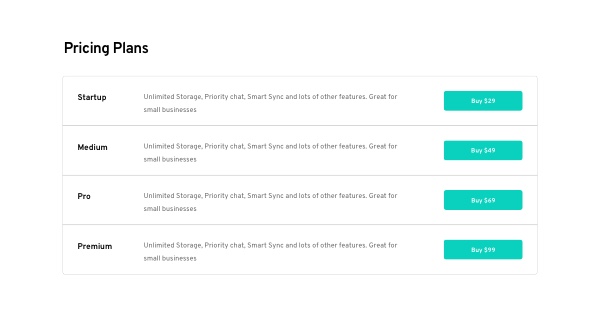 Pricing Plans
Startup
Unlimited Storage, Priority chat, Smart Sync and lots of other features. Great for
small businesses
Buy $29
Medium
Unlimited Storage, Priority chat, Smart Sync and lots of other features. Great for
small businesses
Buy $49
Pro
Unlimited Storage, Priority chat, Smart Sync and lots of other features. Great for
small businesses
Buy $69
Premium
Unlimited Storage, Priority chat, Smart Sync and lots of other features. Great for
small businesses
Buy $99